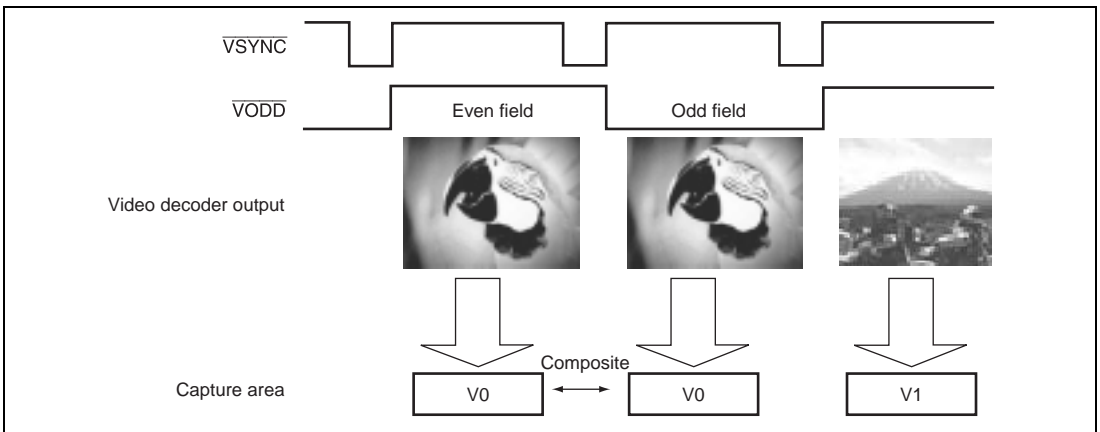 VSYNC
VODD
Even field
Odd field
Video decoder output
Composite
Capture area
V0
V0
V1